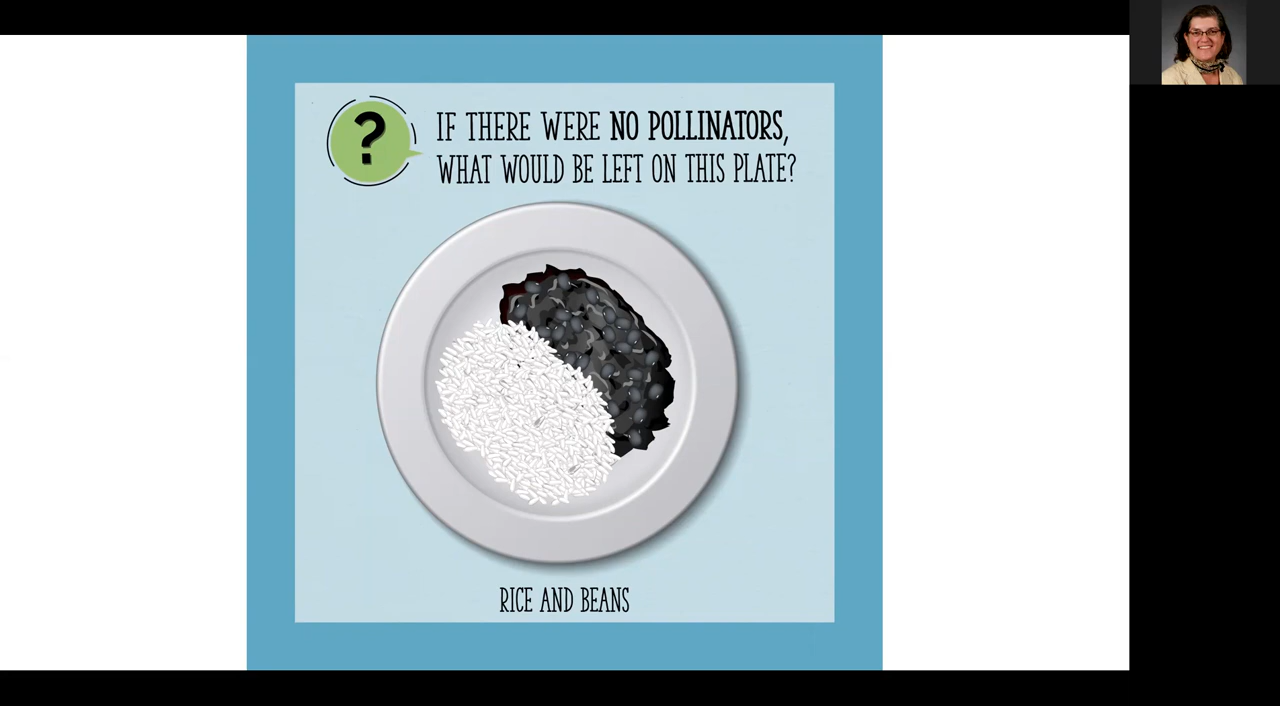 ?
IF THERE WERE NO POLLINATORS,
WHAT WOULD BE LEFT ON THIS PLATE?
RICE AND BEANS